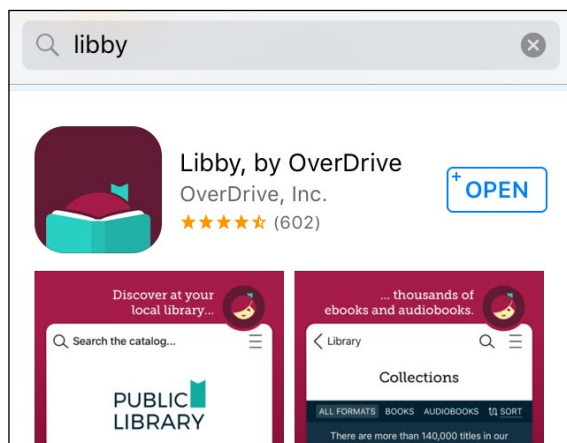 libby
Libby, by OverDrive
OverDrive, Inc.
(602)
+ OPEN
Discover at your
local library...
Search the catalog...
PUBLIC
LIBRARY
... thousands of
ebooks and audiobooks.
Library
Collections
ALL FORMATS BOOKS AUDIOBOOKS SORT
There are more than 140,000 titles in our